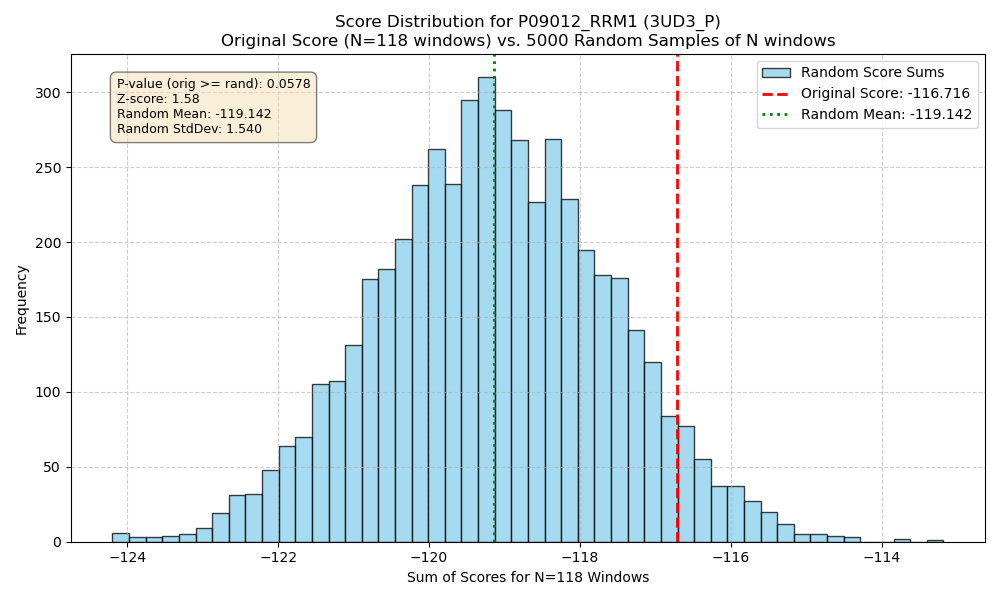 Score Distribution for P09012_RRM1 (3UD3_P)
Original Score (N=118 windows) vs. 5000 Random Samples of N windows
P-value (orig >= rand): 0.0578
Z-score: 1.58
Random Mean: -119.142
Random StdDev: 1.540
Random Score Sums
Original Score: -116.716
Random Mean: -119.142
Frequency
300
250
200
150
100
50
0
−124
−122
−120
−118
−116
−114
Sum of Scores for N=118 Windows